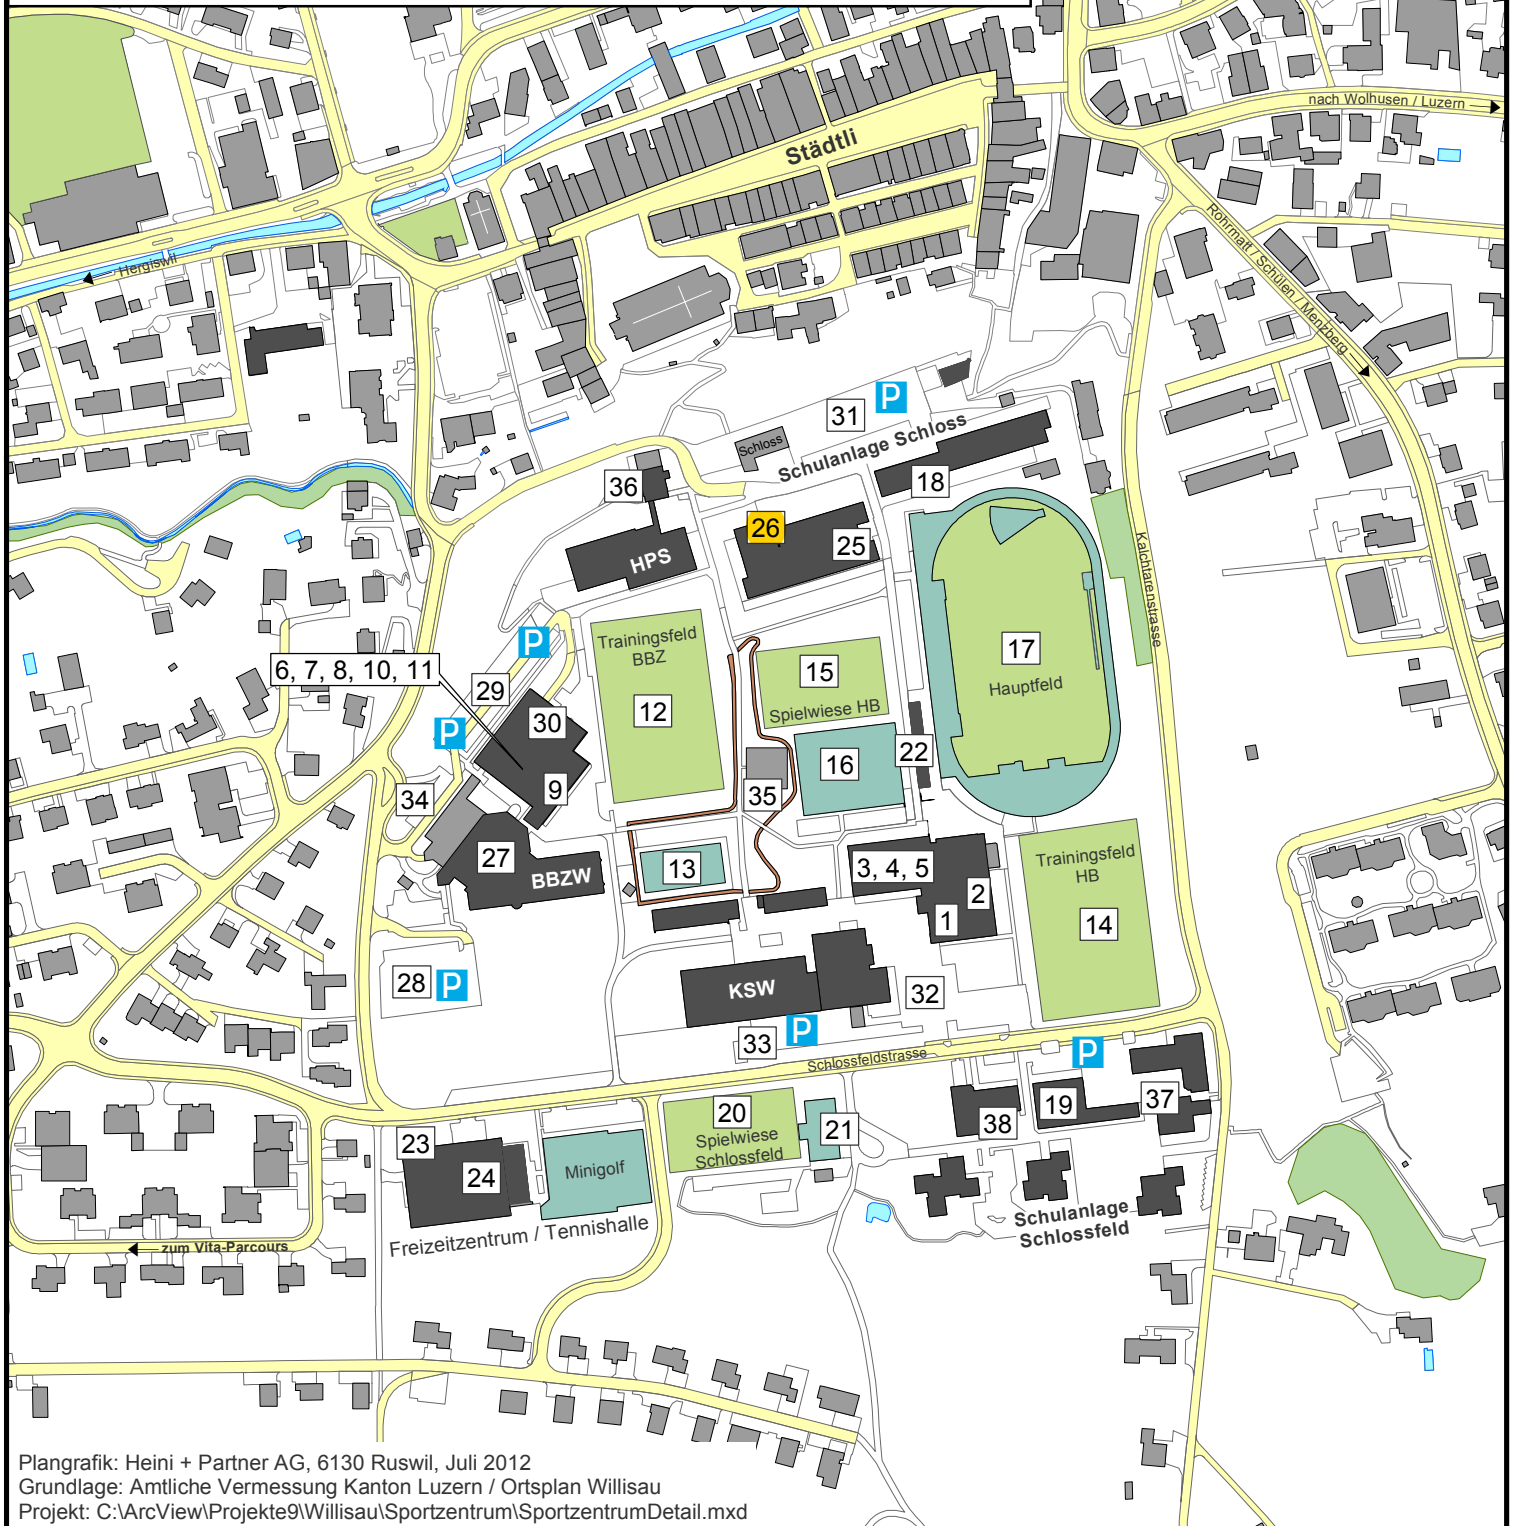 nach Wolhusen / Luzern
Städtli
Hergiswil
Rohrmatt / Schülen / Menzberg
P
31
Schloss
Schulanlage Schloss
36
18
26
25
HPS
Kalchtarenstrasse
Trainingsfeld
BBZ
P
6, 7, 8, 10, 11
29
15
17
Hauptfeld
12
Spielwiese HB
30
P
22
16
9
35
34
27
BBZW
13
3, 4, 5
2
1
Trainingsfeld
HB
14
28
P
KSW
32
33
P
Schlossfeldstrasse
P
20
Spielwiese
Schlossfeld
21
38
19
37
23
24
Minigolf
Freizeitzentrum / Tennishalle
Schulanlage
Schlossfeld
zum Vita-Parcours
Plangrafik: Heini + Partner AG, 6130 Ruswil, Juli 2012
Grundlage: Amtliche Vermessung Kanton Luzern / Ortsplan Willisau
Projekt: C:\ArcView\Projekte9\Willisau\Sportzentrum\SportzentrumDetail.mxd